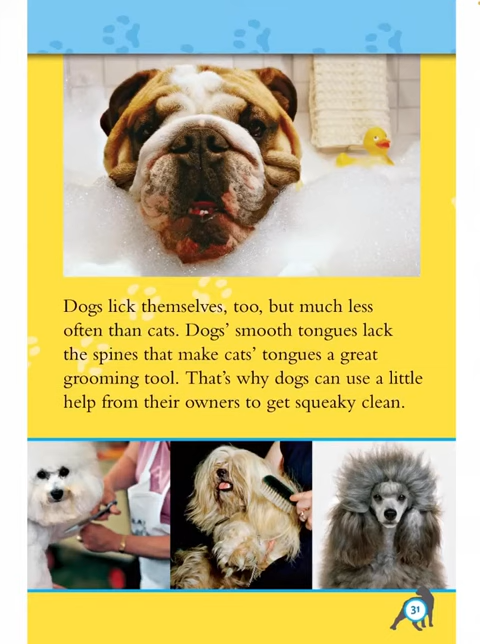 Dogs lick themselves, too, but much less
often than cats. Dogs’ smooth tongues lack
the spines that make cats’ tongues a great
grooming tool. That’s why dogs can use a little
help from their owners to get squeaky clean.
31